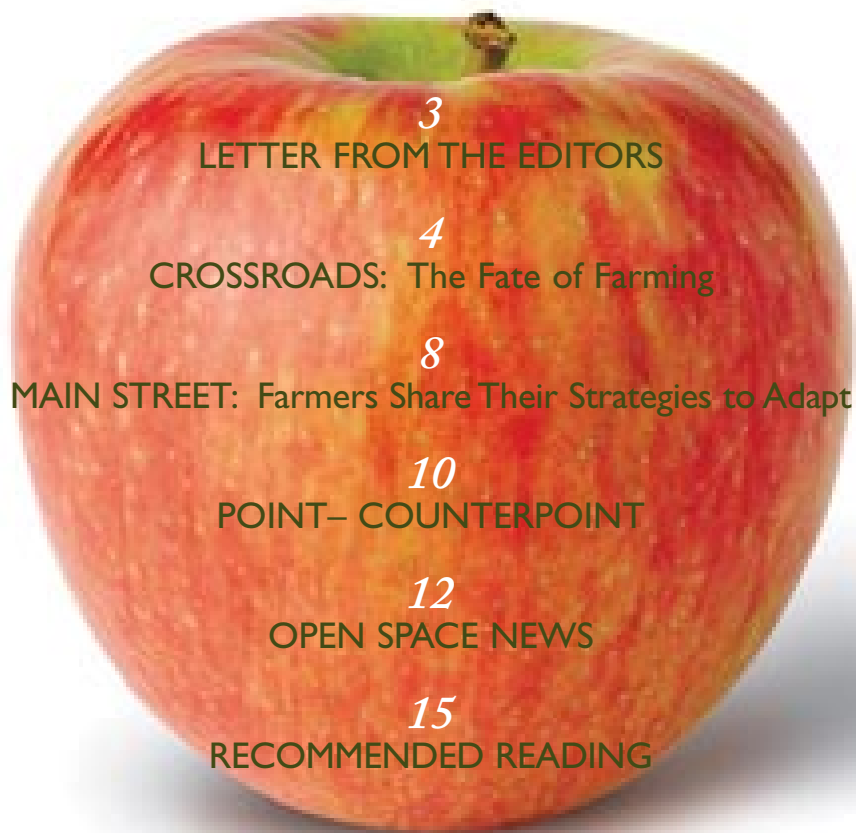 3
LETTER FROM THE EDITORS
4
CROSSROADS: The Fate of Farming
8
MAIN STREET: Farmers Share Their Strategies to Adapt
10
POINT– COUNTERPOINT
12
OPEN SPACE NEWS
15
RECOMMENDED READING